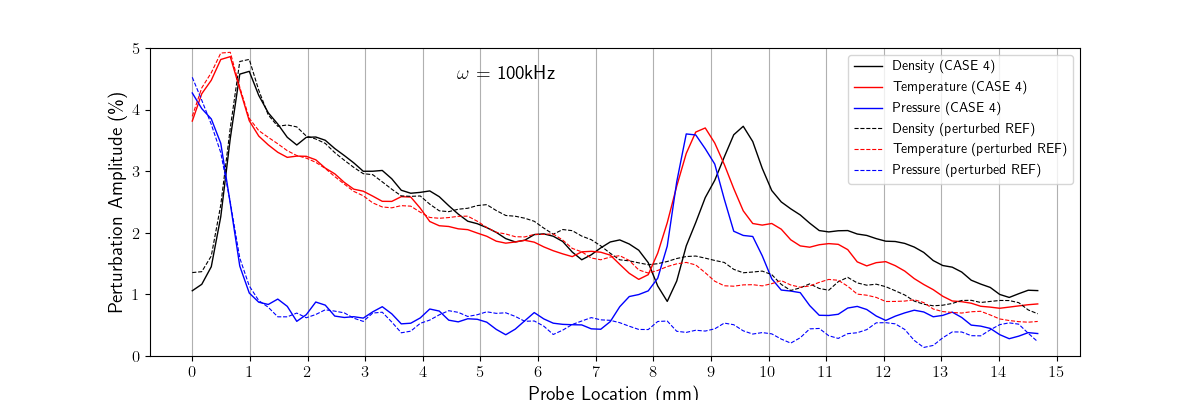 ω = 100kHz
Density (CASE 4)
Temperature (CASE 4)
Pressure (CASE 4)
Density (perturbed REF)
Temperature (perturbed REF)
Pressure (perturbed REF)
Perturbation Amplitude (%)
5
4
3
2
1
0
0 1 2 3 4 5 6 7 8 9 10 11 12 13 14 15
Probe Location (mm)